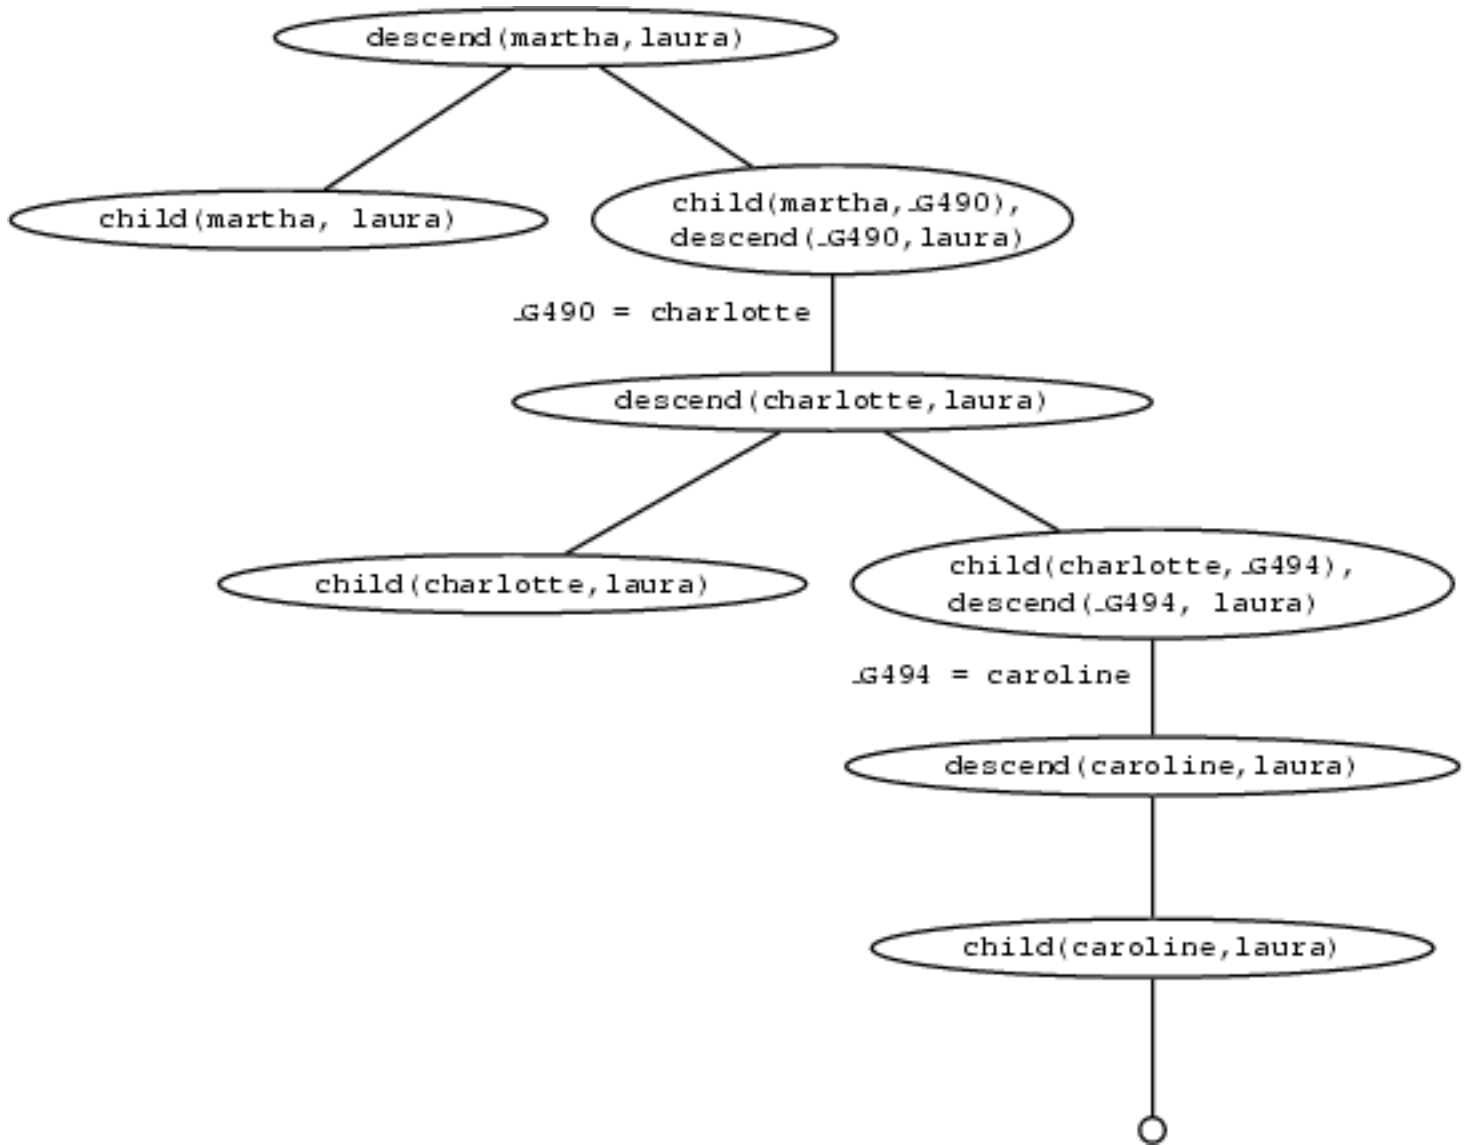 descend(martha,laura)
child(martha, laura)
child(martha,_G490),
descend(_G490,laura)
_G490 = charlotte
descend(charlotte,laura)
child(charlotte,laura)
child(charlotte,_G494),
descend(_G494, laura)
_G494 = caroline
descend(caroline,laura)
child(caroline,laura)